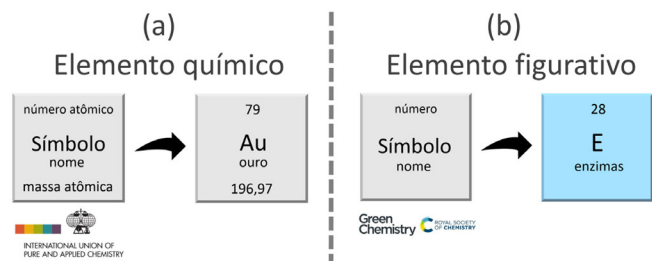 (a)
Elemento químico
número atômico
Símbolo
nome
massa atômica
79
Au
ouro
196,97
INTERNATIONAL UNION OF
PURE AND APPLIED CHEMISTRY
(b)
Elemento figurativo
número
Símbolo
nome
28
E
enzimas
Green
Chemistry
ROYAL SOCIETY
OF CHEMISTRY